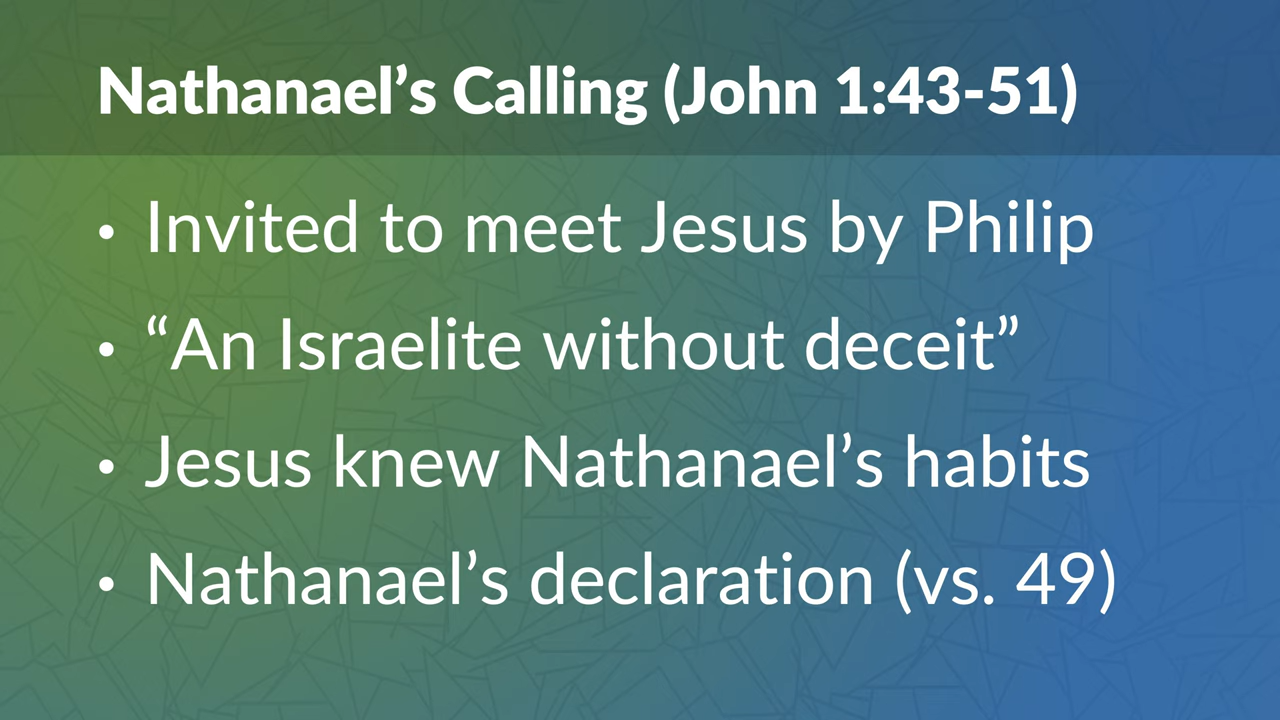 Nathanael’s Calling (John 1:43-51)
• Invited to meet Jesus by Philip
• “An Israelite without deceit”
• Jesus knew Nathanael’s habits
• Nathanael’s declaration (vs. 49)